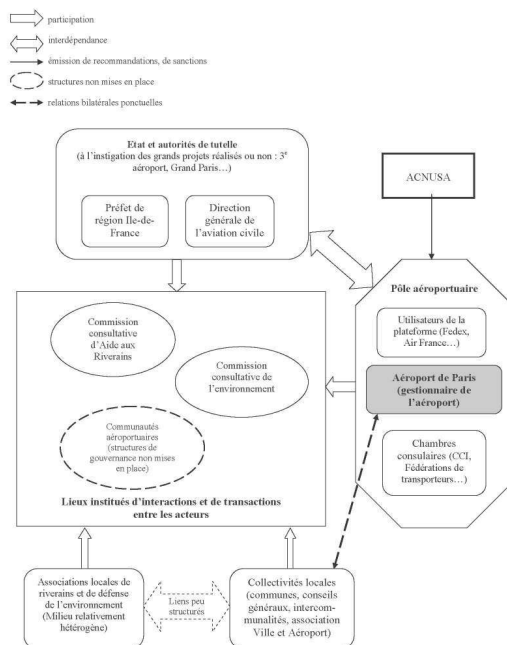 participation
interdépendance
émission de recommandations, de sanctions
structures non mises en place
relations bilatérales ponctuelles
Etat et autorités de tutelle
(à l'instigation des grands projets réalisés ou non : 3e
aéroport, Grand Paris…)
Préfet de
région Ile-de-
France
Direction
générale de
l'aviation civile
ACNUSA
Pôle aéroportuaire
Utilisateurs de la
plateforme (Fedex,
Air France…)
Aéroport de Paris
(gestionnaire de
l'aéroport)
Chambres
consulaires (CCI,
Fédérations de
transporteurs…)
Commission
consultative
d'Aide aux
Riverains
Commission
consultative de
l'environnement
Communautés
aéroportuaires
(structures de
gouvernance non mises
en place)
Lieux institués d'interactions et de transactions
entre les acteurs
Associations locales de
riverains et de défense
de l'environnement
(Milieu relativement
hétérogène)
Liens peu
structurés
Collectivités locales
(communes, conseils
généraux, intercom-
munalités, association
Ville et Aéroport)